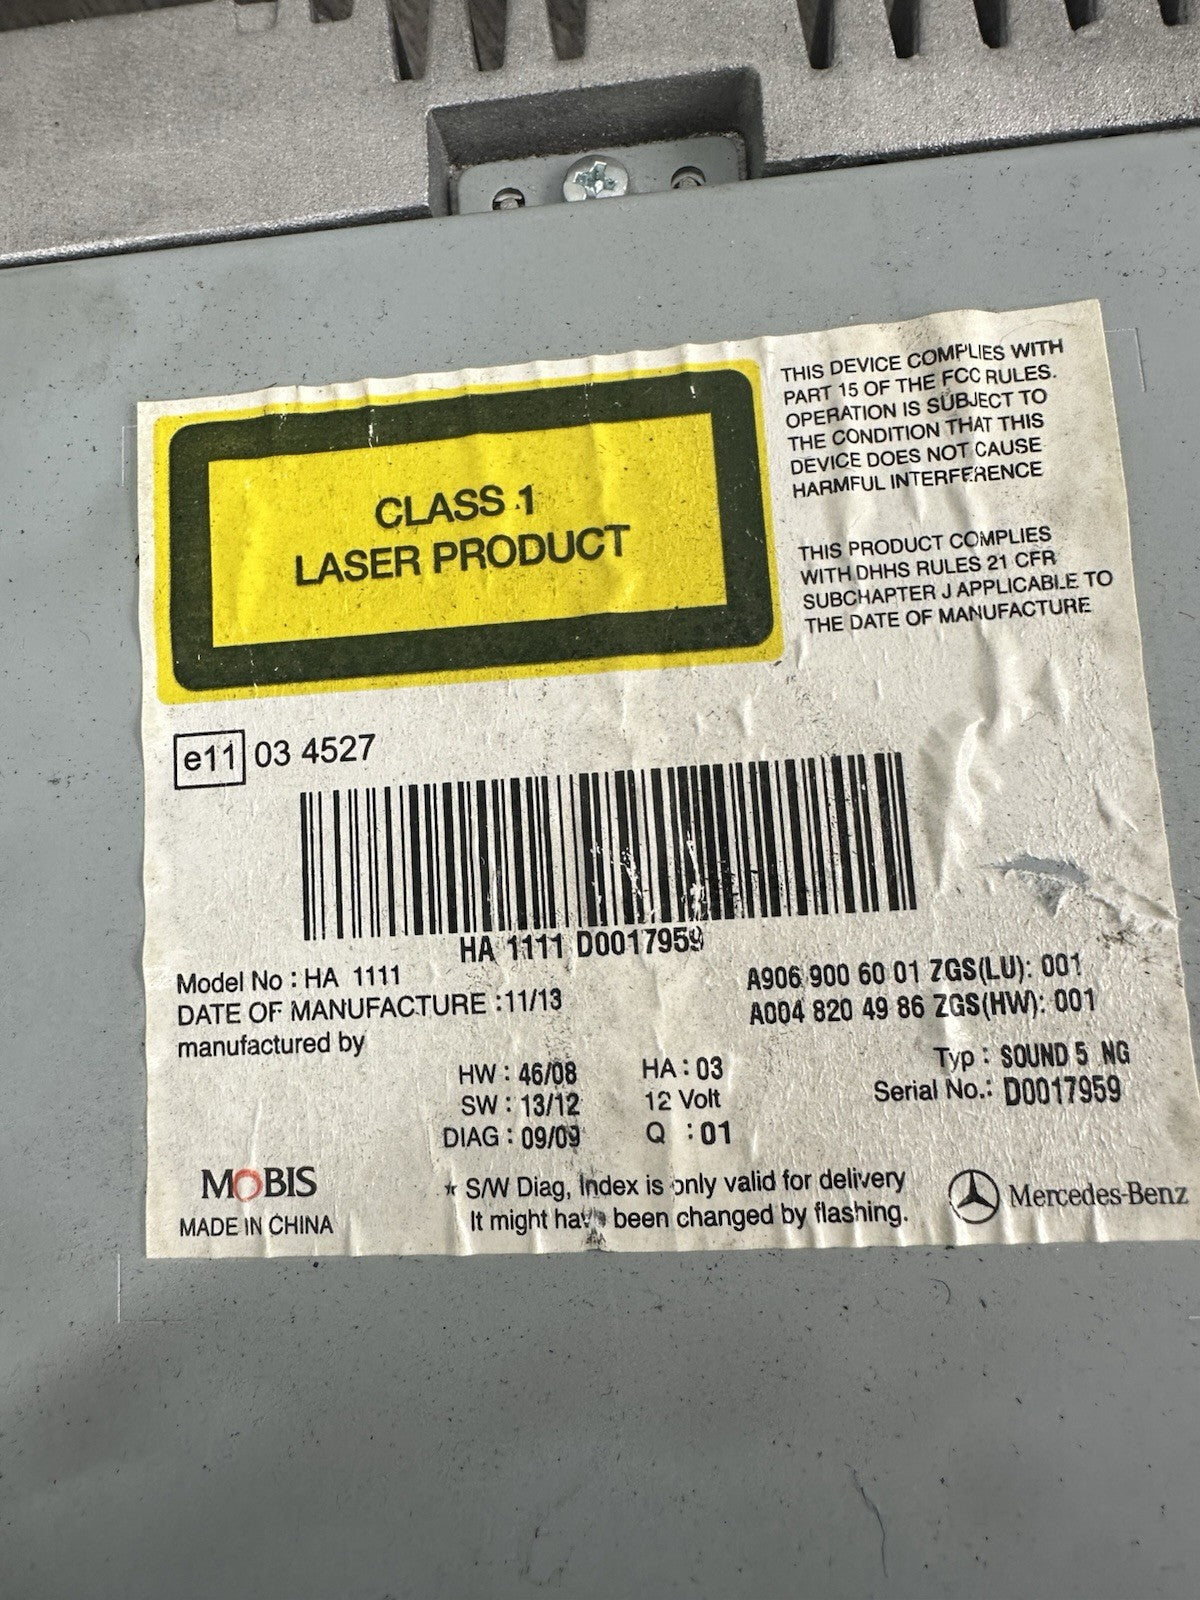 CLASS 1
LASER PRODUCT
THIS DEVICE COMPLIES WITH
PART 15 OF THE FCC RULES.
OPERATION IS SUBJECT TO
THE CONDITION THAT THIS
DEVICE DOES NOT CAUSE
HARMFUL INTERFERENCE
THIS PRODUCT COMPLIES
WITH DHHS RULES 21 CFR
SUBCHAPTER J APPLICABLE TO
THE DATE OF MANUFACTURE
e11 03 4527
HA 1111 D0017959
Model No : HA 1111
DATE OF MANUFACTURE : 11/13
manufactured by
A906 900 60 01 ZGS(LU): 001
A004 820 49 86 ZGS(HW): 001
HW : 46/08 HA : 03
SW : 13/12 12 Volt
DIAG : 09/09 Q : 01
Typ : SOUND 5 NG
Serial No.: D0017959
MOBIS
MADE IN CHINA
* S/W Diag, Index is only valid for delivery
It might have been changed by flashing.
Mercedes-Benz